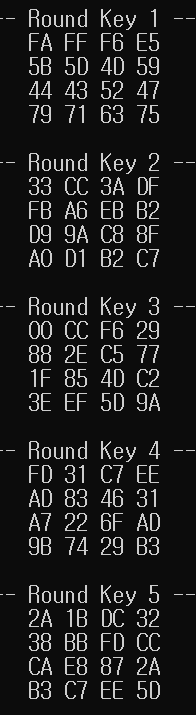 -- Round Key 1 --
FA FF F6 E5
5B 5D 4D 59
44 43 52 47
79 71 63 75
-- Round Key 2 --
33 CC 3A DF
FB A6 EB B2
D9 9A C8 8F
A0 D1 B2 C7
-- Round Key 3 --
00 CC F6 29
88 2E C5 77
1F 85 4D C2
3E EF 5D 9A
-- Round Key 4 --
FD 31 C7 EE
AD 83 46 31
A7 22 6F AD
9B 74 29 B3
-- Round Key 5 --
2A 1B DC 32
38 BB FD CC
CA E8 87 2A
B3 C7 EE 5D